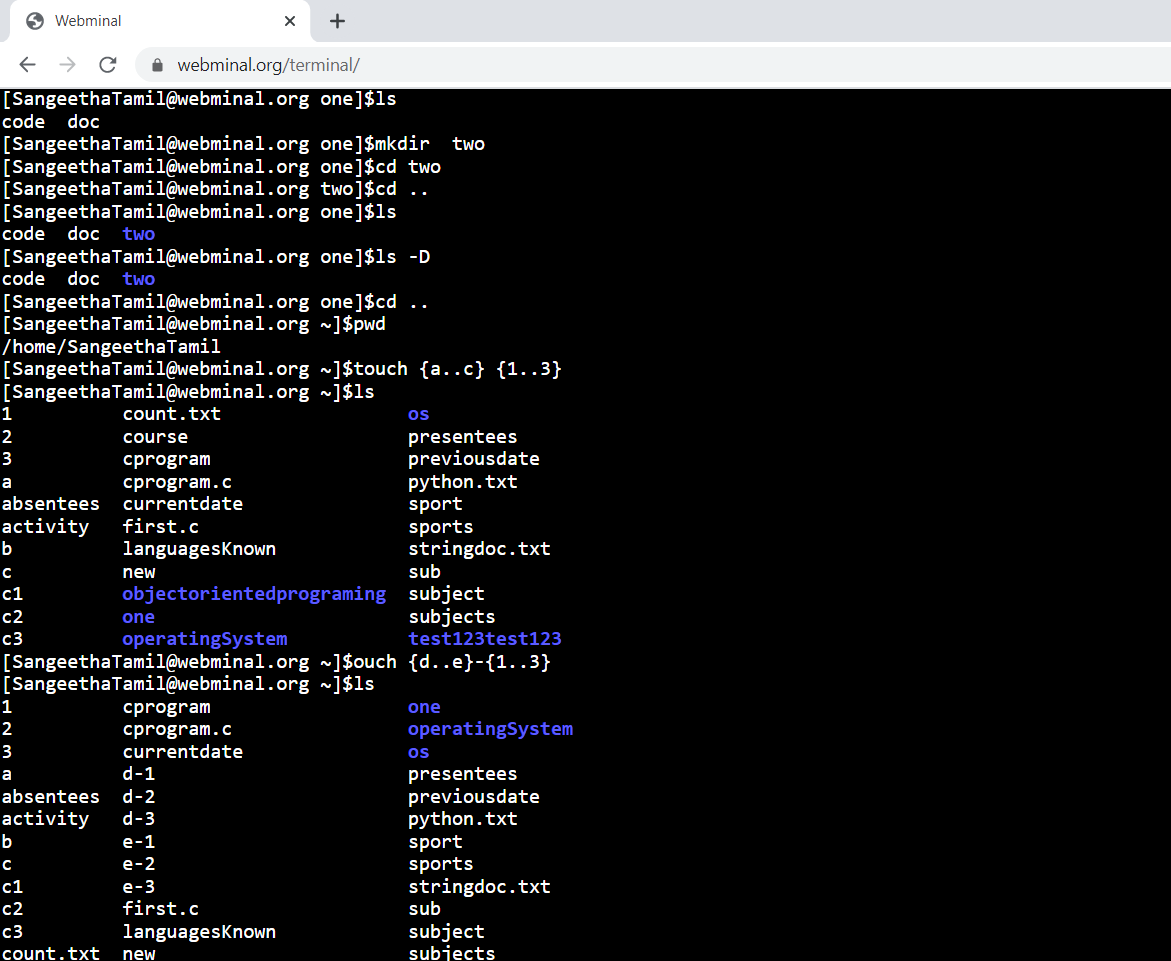 Webminal
webminal.org/terminal/
[SangeethaTamil@webminal.org one]$ls
code  doc
[SangeethaTamil@webminal.org one]$mkdir  two
[SangeethaTamil@webminal.org one]$cd two
[SangeethaTamil@webminal.org two]$cd ..
[SangeethaTamil@webminal.org one]$ls
code  doc  two
[SangeethaTamil@webminal.org one]$ls -D
code  doc  two
[SangeethaTamil@webminal.org one]$cd ..
[SangeethaTamil@webminal.org ~]$pwd
/home/SangeethaTamil
[SangeethaTamil@webminal.org ~]$touch {a..c} {1..3}
[SangeethaTamil@webminal.org ~]$ls
1          count.txt                 os
2          course                    presentees
3          cprogram                  previousdate
a          cprogram.c                python.txt
absentees  currentdate               sport
activity   first.c                   sports
b          languagesKnown            stringdoc.txt
c          new                       sub
c1         objectorientedprograming  subject
c2         one                       subjects
c3         operatingSystem           test123test123
[SangeethaTamil@webminal.org ~]$ouch {d..e}-{1..3}
[SangeethaTamil@webminal.org ~]$ls
1          cprogram                  one
2          cprogram.c                operatingSystem
3          currentdate               os
a          d-1                       presentees
absentees  d-2                       previousdate
activity   d-3                       python.txt
b          e-1                       sport
c          e-2                       sports
c1         e-3                       stringdoc.txt
c2         first.c                   sub
c3         languagesKnown            subject
count.txt  new                       subjects